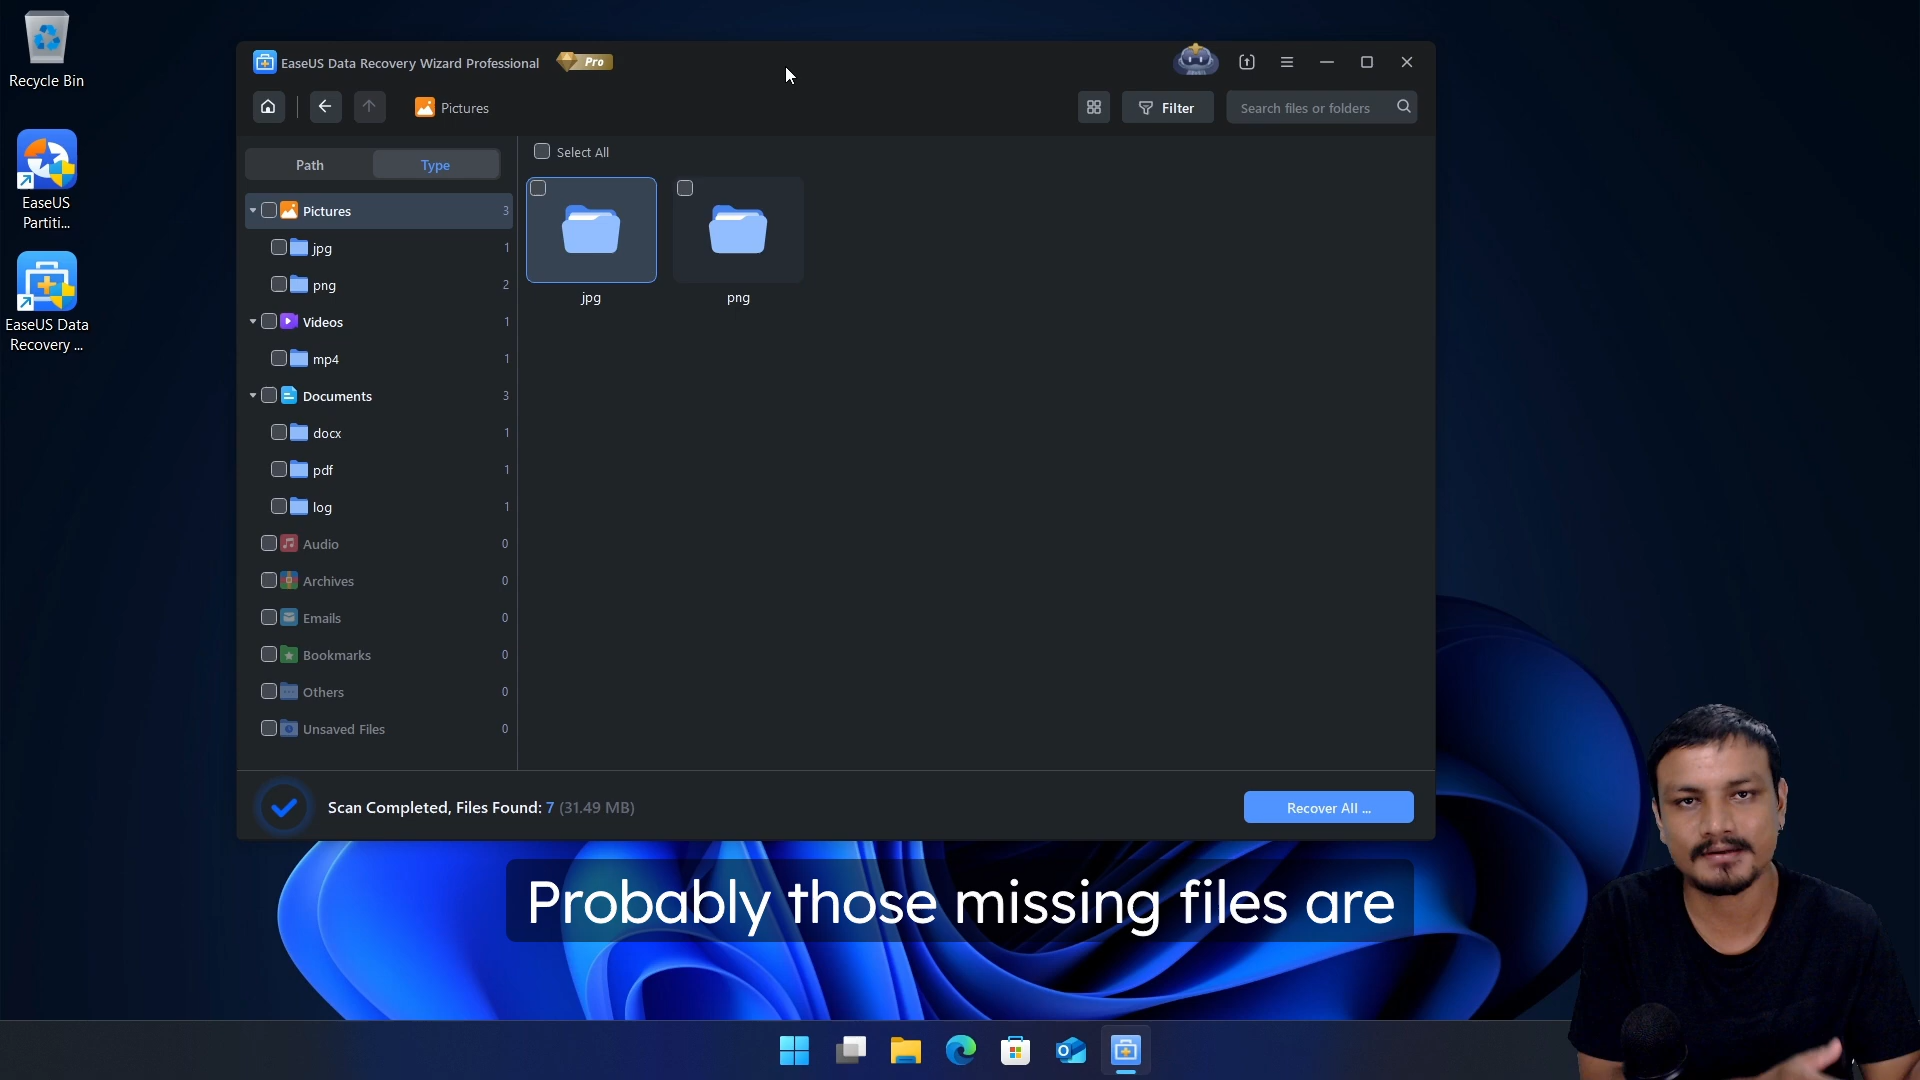 Recycle Bin
EaseUS
Partiti...
EaseUS Data
Recovery ...
EaseUS Data Recovery Wizard Professional
Pro
Pictures
Filter
Search files or folders
Path
Type
Select All
Pictures 3
jpg 1
png 2
Videos 1
mp4 1
Documents 3
docx 1
pdf 1
log 1
Audio 0
Archives 0
Emails 0
Bookmarks 0
Others 0
Unsaved Files 0
jpg
png
Scan Completed, Files Found: 7 (31.49 MB)
Recover All ...
Probably those missing files are